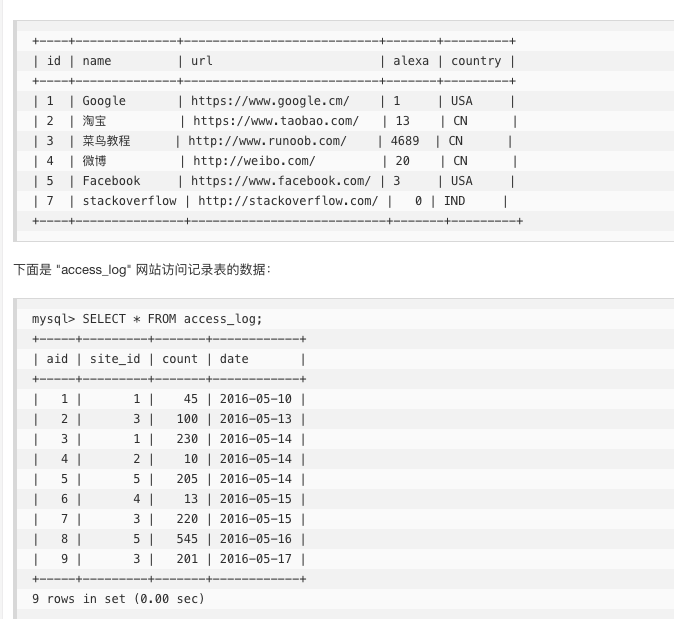 +----+--------------+---------------------------+-------+---------+
| id | name         | url                       | alexa | country |
+----+--------------+---------------------------+-------+---------+
| 1  | Google       | https://www.google.cm/    | 1     | USA     |
| 2  | 淘宝          | https://www.taobao.com/   | 13    | CN      |
| 3  | 菜鸟教程      | http://www.runoob.com/    | 4689  | CN      |
| 4  | 微博          | http://weibo.com/         | 20    | CN      |
| 5  | Facebook     | https://www.facebook.com/ | 3     | USA     |
| 7  | stackoverflow | http://stackoverflow.com/ |   0 | IND     |
+----+---------------+---------------------------+-------+---------+
下面是 "access_log" 网站访问记录表的数据：
mysql> SELECT * FROM access_log;
+-----+---------+-------+------------+
| aid | site_id | count | date       |
+-----+---------+-------+------------+
|   1 |       1 |    45 | 2016-05-10 |
|   2 |       3 |   100 | 2016-05-13 |
|   3 |       1 |   230 | 2016-05-14 |
|   4 |       2 |    10 | 2016-05-14 |
|   5 |       5 |   205 | 2016-05-14 |
|   6 |       4 |    13 | 2016-05-15 |
|   7 |       3 |   220 | 2016-05-15 |
|   8 |       5 |   545 | 2016-05-16 |
|   9 |       3 |   201 | 2016-05-17 |
+-----+---------+-------+------------+
9 rows in set (0.00 sec)